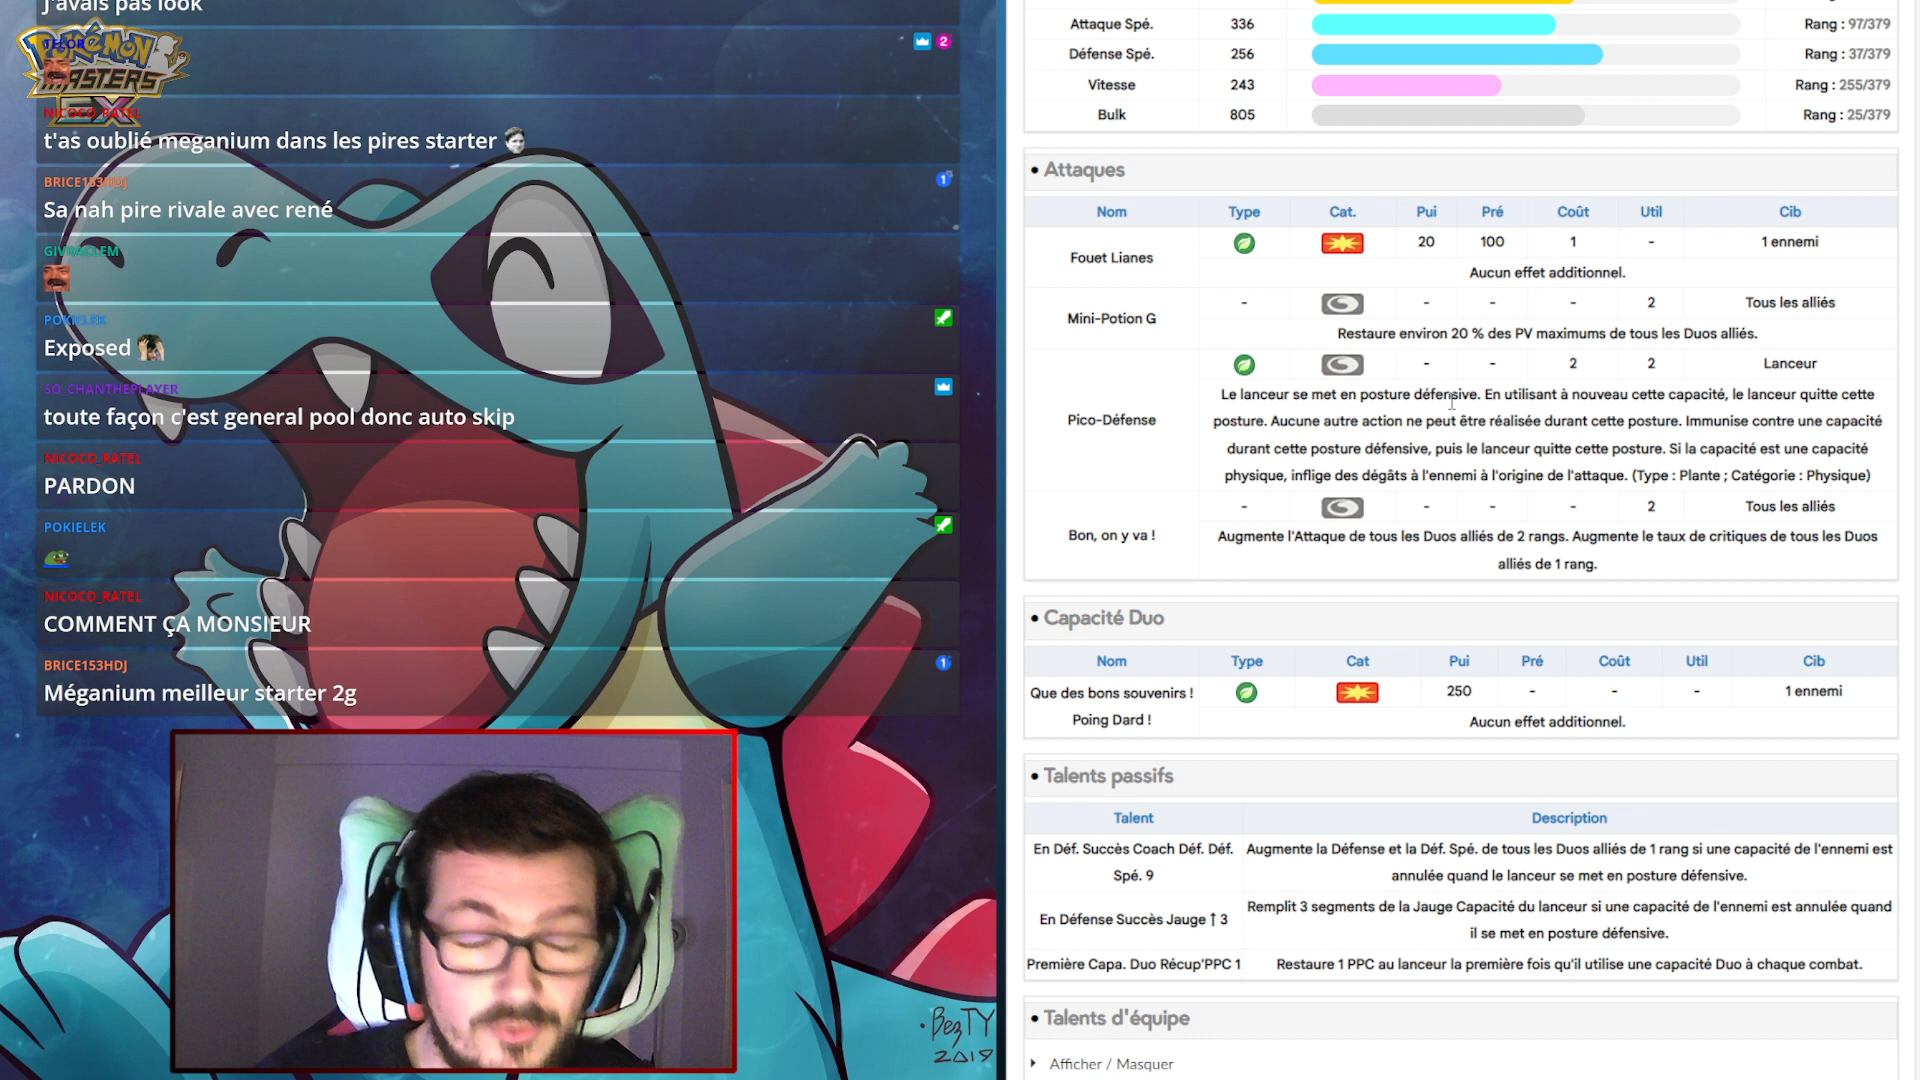 j'avais pas look
TELOR
2
POKÉMON
MASTERS
EX
NICOCO_RATEL
t'as oublié meganium dans les pires starter
BRICE153HDJ
1
Sa nah pire rivale avec rené
GIVRALCLEM
POKIELEK
Exposed
SO_CHANTHEPLAYER
toute façon c'est general pool donc auto skip
NICOCO_RATEL
PARDON
POKIELEK
NICOCO_RATEL
COMMENT ÇA MONSIEUR
BRICE153HDJ
1
Méganium meilleur starter 2g
•BezTY
2019
Attaque Spé. 336 Rang : 97/379
Défense Spé. 256 Rang : 37/379
Vitesse 243 Rang : 255/379
Bulk 805 Rang : 25/379
• Attaques
Nom Type Cat. Pui Pré Coût Util Cib
Fouet Lianes 20 100 1 - 1 ennemi
Aucun effet additionnel.
Mini-Potion G - - - - 2 Tous les alliés
Restaure environ 20 % des PV maximums de tous les Duos alliés.
Pico-Défense - - 2 2 Lanceur
Le lanceur se met en posture défensive. En utilisant à nouveau cette capacité, le lanceur quitte cette
posture. Aucune autre action ne peut être réalisée durant cette posture. Immunise contre une capacité
durant cette posture défensive, puis le lanceur quitte cette posture. Si la capacité est une capacité
physique, inflige des dégâts à l'ennemi à l'origine de l'attaque. (Type : Plante ; Catégorie : Physique)
Bon, on y va ! - - - - 2 Tous les alliés
Augmente l'Attaque de tous les Duos alliés de 2 rangs. Augmente le taux de critiques de tous les Duos
alliés de 1 rang.
• Capacité Duo
Nom Type Cat Pui Pré Coût Util Cib
Que des bons souvenirs !
Poing Dard !
250 - - - 1 ennemi
Aucun effet additionnel.
• Talents passifs
Talent Description
En Déf. Succès Coach Déf. Déf.
Spé. 9
Augmente la Défense et la Déf. Spé. de tous les Duos alliés de 1 rang si une capacité de l'ennemi est
annulée quand le lanceur se met en posture défensive.
En Défense Succès Jauge ↑ 3
Remplit 3 segments de la Jauge Capacité du lanceur si une capacité de l'ennemi est annulée quand
il se met en posture défensive.
Première Capa. Duo Récup'PPC 1 Restaure 1 PPC au lanceur la première fois qu'il utilise une capacité Duo à chaque combat.
• Talents d'équipe
Afficher / Masquer